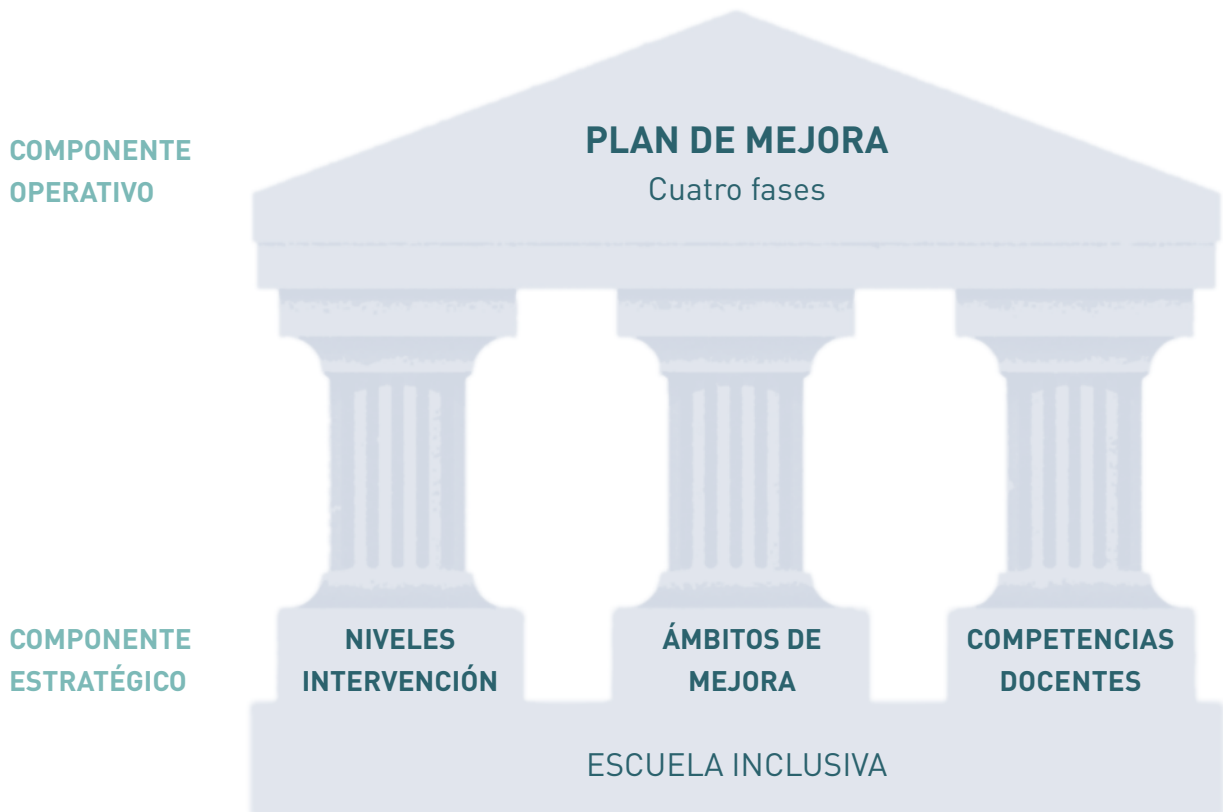 COMPONENTE
OPERATIVO
PLAN DE MEJORA
Cuatro fases
COMPONENTE
ESTRATÉGICO
NIVELES
INTERVENCIÓN
ÁMBITOS DE
MEJORA
COMPETENCIAS
DOCENTES
ESCUELA INCLUSIVA